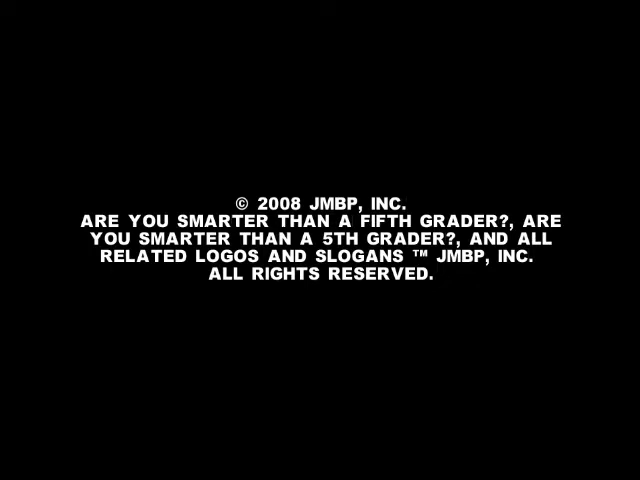 © 2008 JMBP, INC.
ARE YOU SMARTER THAN A FIFTH GRADER?, ARE
YOU SMARTER THAN A 5TH GRADER?, AND ALL
RELATED LOGOS AND SLOGANS ™ JMBP, INC.
ALL RIGHTS RESERVED.